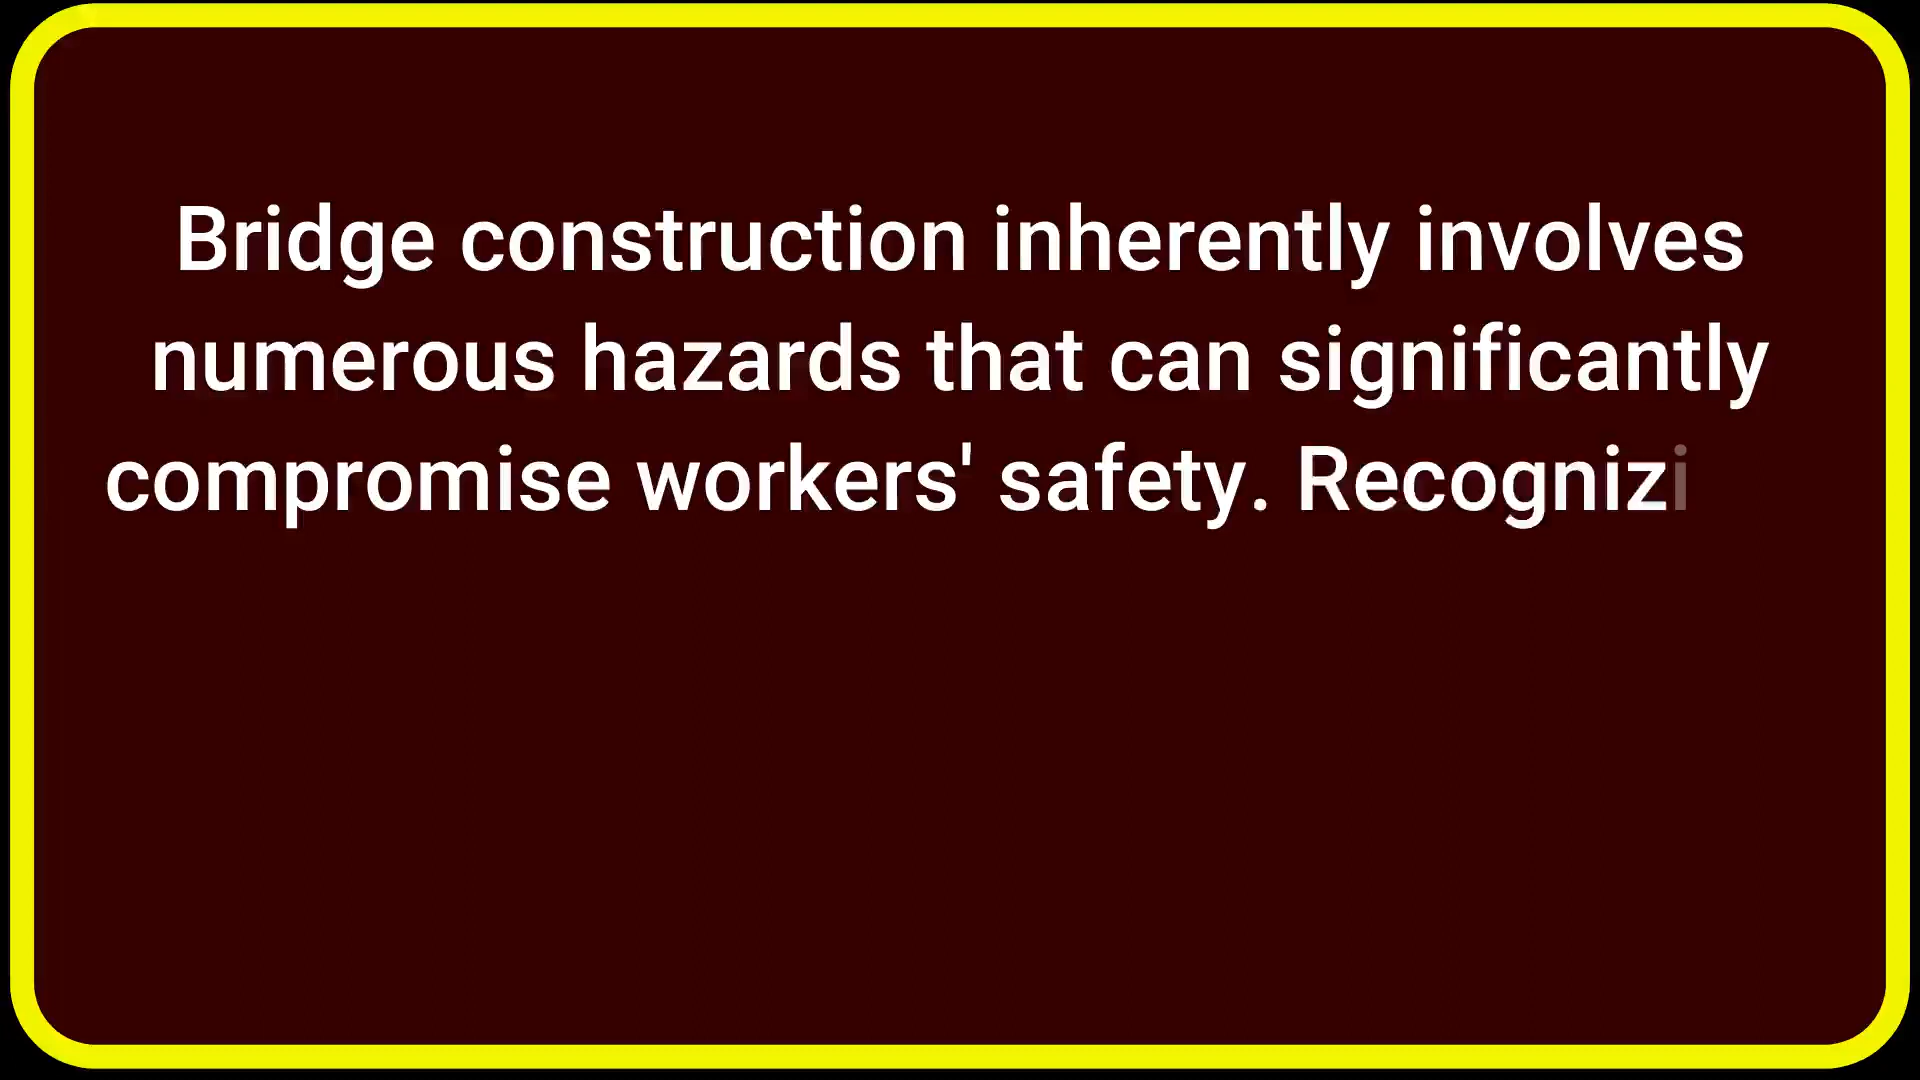 Bridge construction inherently involves
numerous hazards that can significantly
compromise workers' safety. Recognizi